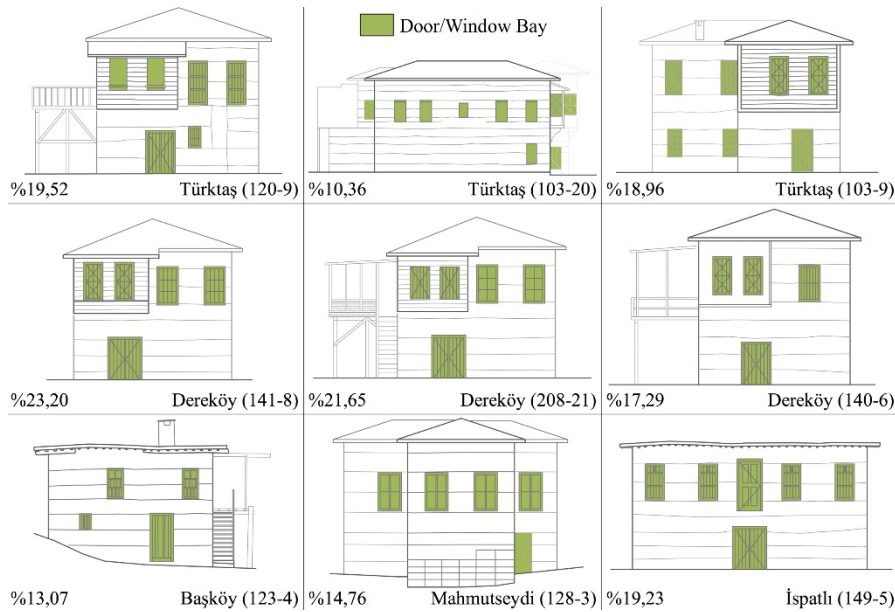 Door/Window Bay
%19,52 Türktaş (120-9)
%10,36 Türktaş (103-20)
%18,96 Türktaş (103-9)
%23,20 Dereköy (141-8)
%21,65 Dereköy (208-21)
%17,29 Dereköy (140-6)
%13,07 Başköy (123-4)
%14,76 Mahmutseydi (128-3)
%19,23 İspatlı (149-5)